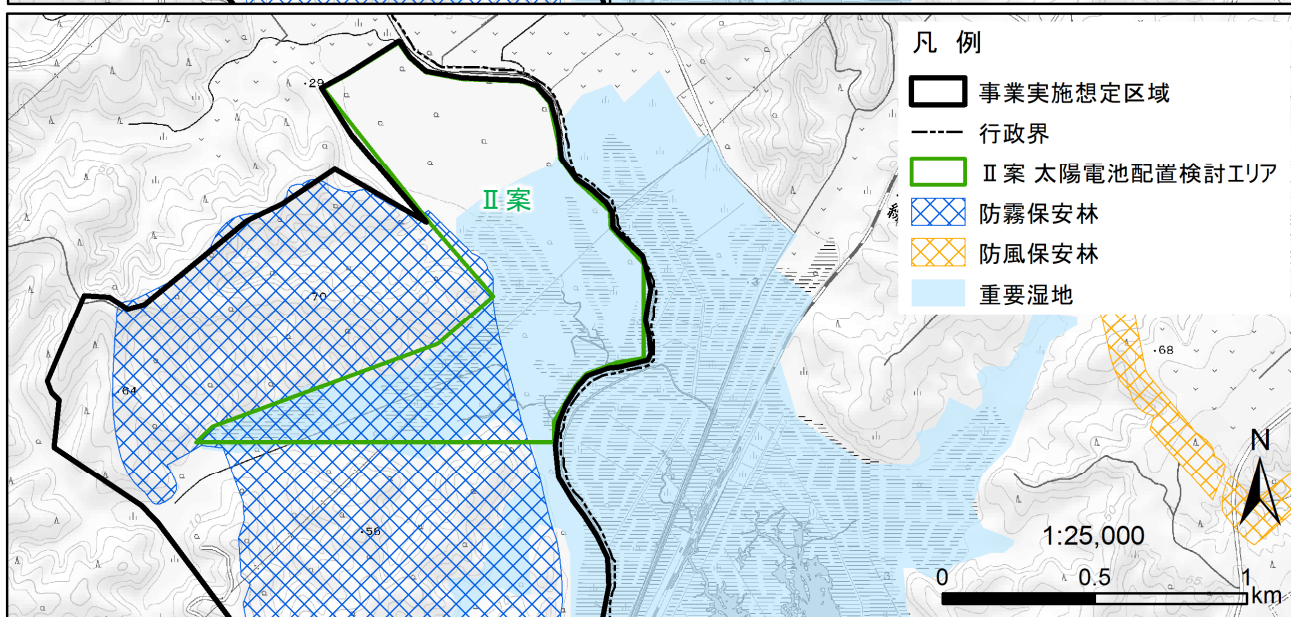 凡 例
事業実施想定区域
行政界
Ⅱ案 太陽電池配置検討エリア
防霧保安林
防風保安林
重要湿地
Ⅱ案
・29
70
64
・56
3
・68
N
1:25,000
0 0.5 1
km